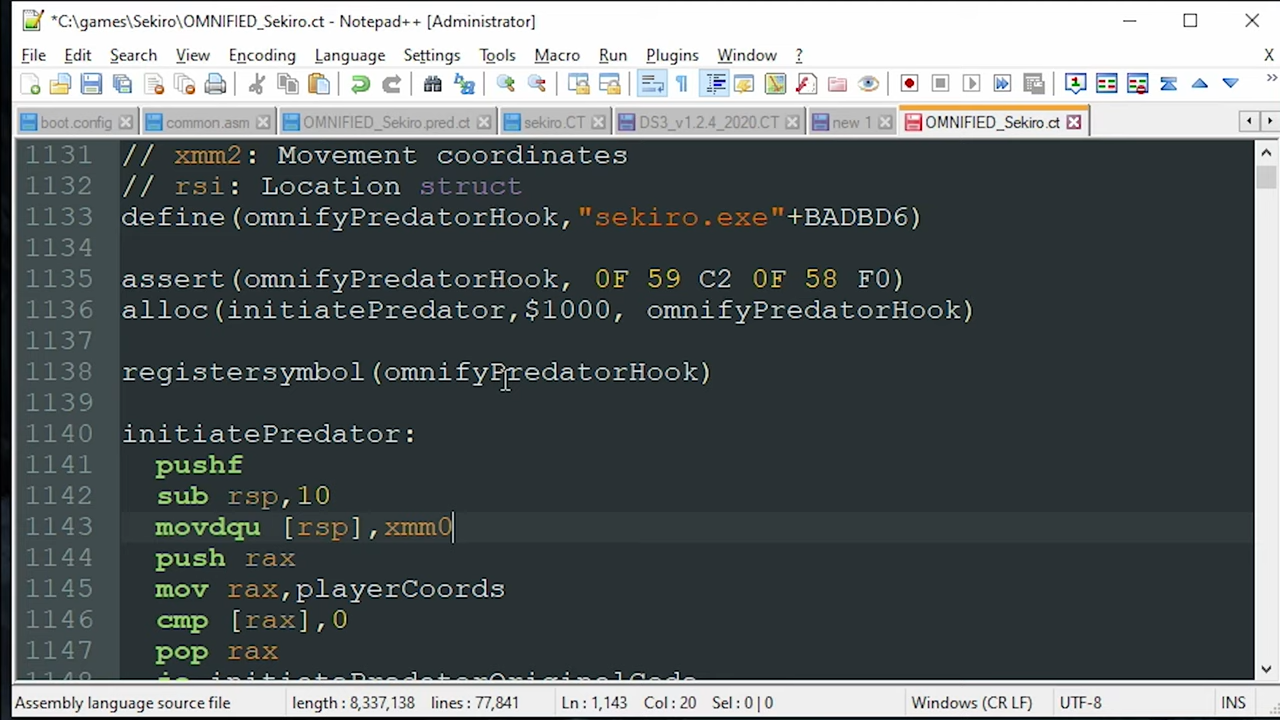 *C:\games\Sekiro\OMNIFIED_Sekiro.ct - Notepad++ [Administrator]
File Edit Search View Encoding Language Settings Tools Macro Run Plugins Window ? X
boot.config common.asm OMNIFIED_Sekiro.pred.ct sekiro.CT DS3_v1.2.4_2020.CT new 1 OMNIFIED_Sekiro.ct
1131 // xmm2: Movement coordinates
1132 // rsi: Location struct
1133 define(omnifyPredatorHook,"sekiro.exe"+BADBD6)
1134
1135 assert(omnifyPredatorHook, 0F 59 C2 0F 58 F0)
1136 alloc(initiatePredator,$1000, omnifyPredatorHook)
1137
1138 registersymbol(omnifyPredatorHook)
1139
1140 initiatePredator:
1141 pushf
1142 sub rsp,10
1143 movdqu [rsp],xmm0
1144 push rax
1145 mov rax,playerCoords
1146 cmp [rax],0
1147 pop rax
1148 je initiatePredatorOriginalCode
Assembly language source file length : 8,337,138 lines : 77,841 Ln : 1,143 Col : 20 Sel : 0 | 0 Windows (CR LF) UTF-8 INS